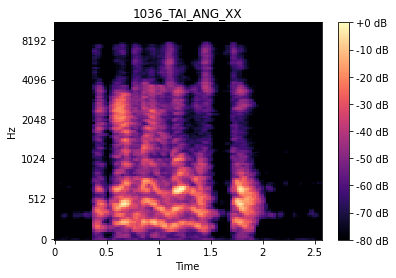 1036_TAI_ANG_XX
8192
4096
2048
1024
512
0
Hz
0
0.5
1
1.5
2
2.5
Time
+0 dB
-10 dB
-20 dB
-30 dB
-40 dB
-50 dB
-60 dB
-70 dB
-80 dB